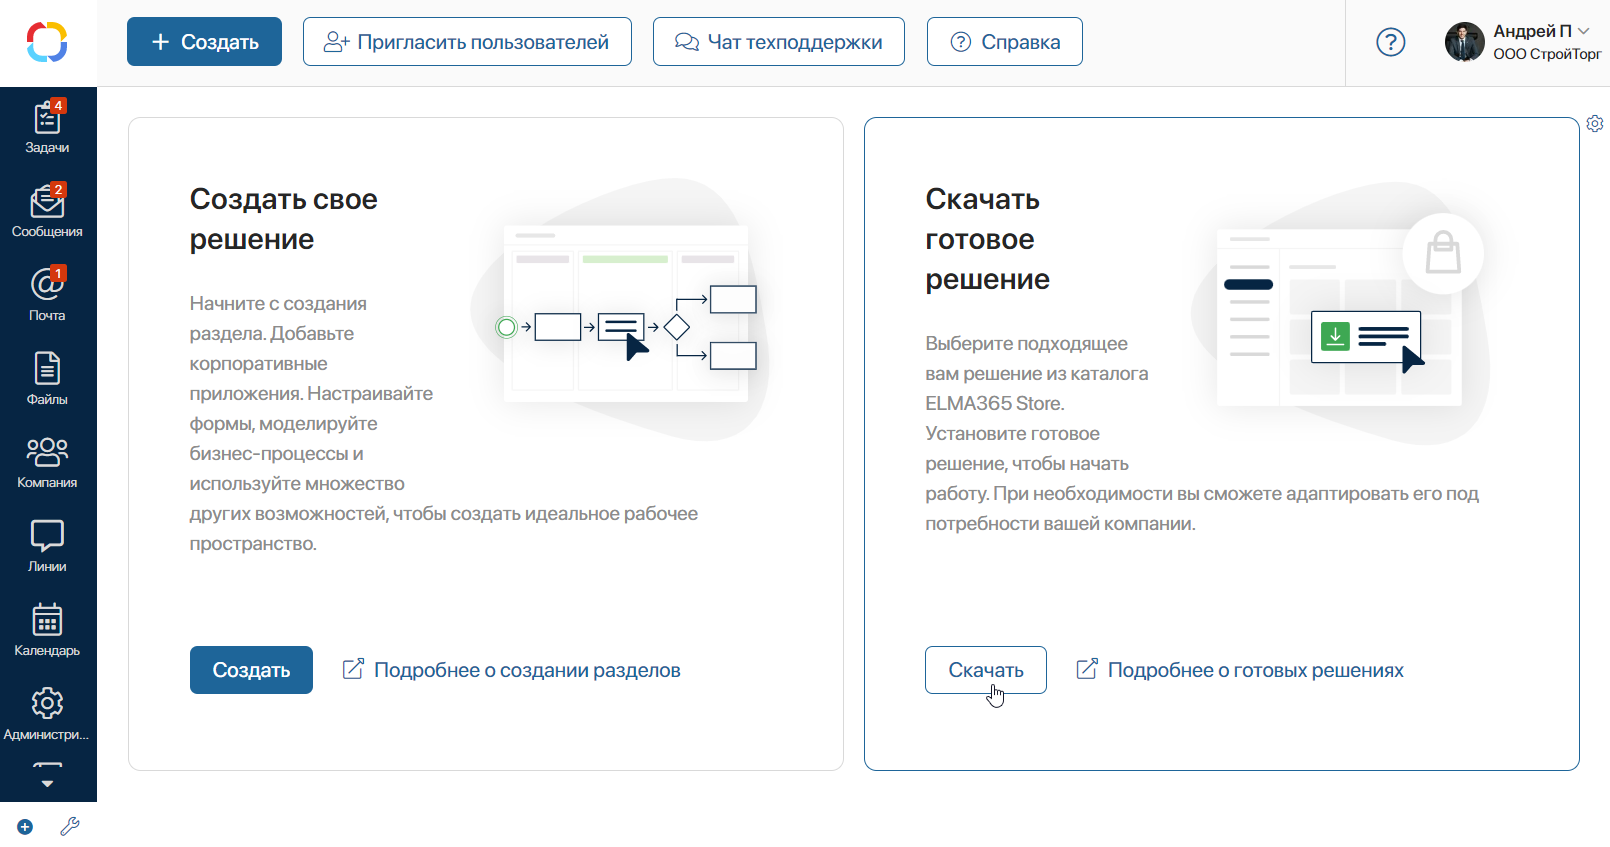 Создать
Пригласить пользователей
Чат техподдержки
Справка
Андрей П
ООО СтройТорг
4
Задачи
2
Сообщения
1
Почта
Файлы
Компания
Линии
Календарь
Администри...
Создать свое
решение
Начните с создания
раздела. Добавьте
корпоративные
приложения. Настраивайте
формы, моделируйте
бизнес-процессы и
используйте множество
других возможностей, чтобы создать идеальное рабочее
пространство.
Создать
Подробнее о создании разделов
Скачать
готовое
решение
Выберите подходящее
вам решение из каталога
ELMA365 Store.
Установите готовое
решение, чтобы начать
работу. При необходимости вы сможете адаптировать его под
потребности вашей компании.
Скачать
Подробнее о готовых решениях